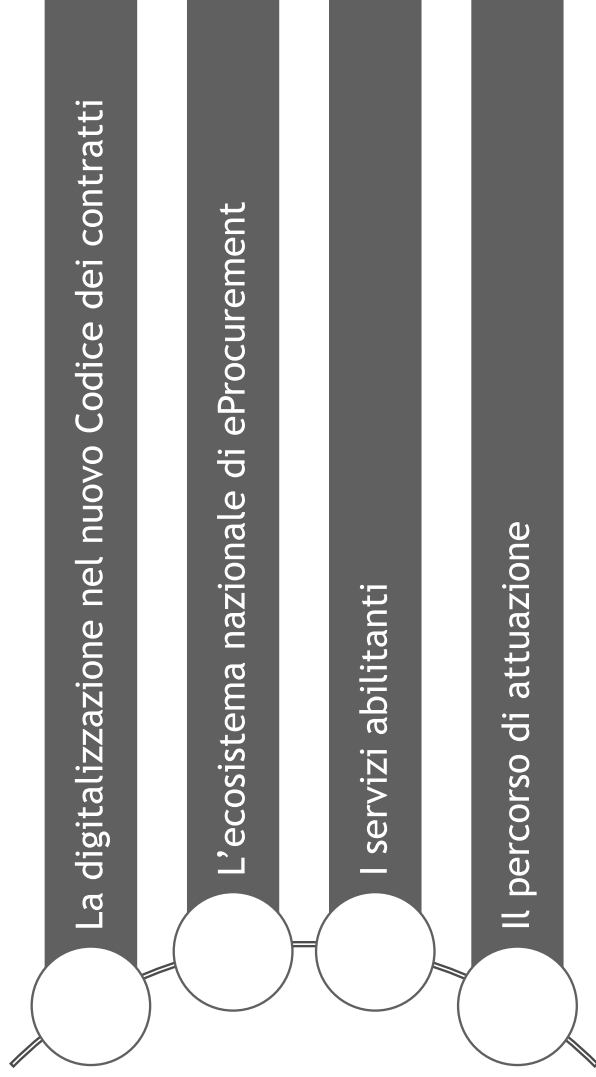 La digitalizzazione nel nuovo Codice dei contratti
L’ecosistema nazionale di eProcurement
I servizi abilitanti
Il percorso di attuazione